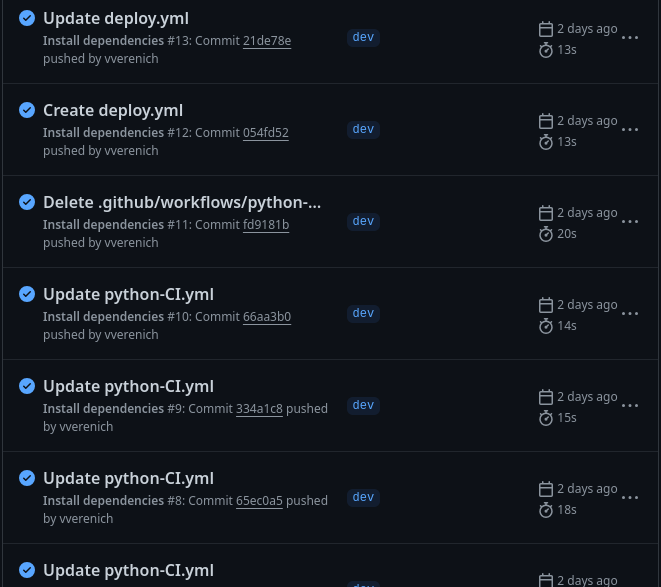 Update deploy.yml
Install dependencies #13: Commit 21de78e
pushed by vverenich
dev
2 days ago
13s
Create deploy.yml
Install dependencies #12: Commit 054fd52
pushed by vverenich
dev
2 days ago
13s
Delete .github/workflows/python-...
Install dependencies #11: Commit fd9181b
pushed by vverenich
dev
2 days ago
20s
Update python-CI.yml
Install dependencies #10: Commit 66aa3b0
pushed by vverenich
dev
2 days ago
14s
Update python-CI.yml
Install dependencies #9: Commit 334a1c8 pushed
by vverenich
dev
2 days ago
15s
Update python-CI.yml
Install dependencies #8: Commit 65ec0a5 pushed
by vverenich
dev
2 days ago
18s
Update python-CI.yml
2 days ago